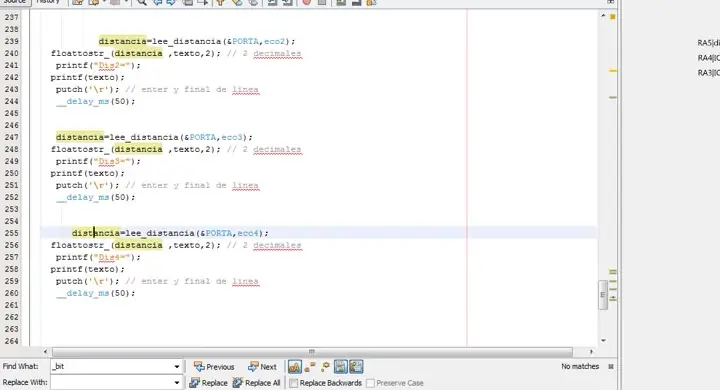 Source History
237
238
239 distancia=lee_distancia(&PORTA,eco2);
240 floattostr_(distancia ,texto,2); // 2 decimales
241 printf("Dis2=");
242 printf(texto);
243 putch('\r'); // enter y final de linea
244 __delay_ms(50);
245
246
247 distancia=lee_distancia(&PORTA,eco3);
248 floattostr_(distancia ,texto,2); // 2 decimales
249 printf("Dis3=");
250 printf(texto);
251 putch('\r'); // enter y final de linea
252 __delay_ms(50);
253
254
255 distancia=lee_distancia(&PORTA,eco4);
256 floattostr_(distancia ,texto,2); // 2 decimales
257 printf("Dis4=");
258 printf(texto);
259 putch('\r'); // enter y final de linea
260 __delay_ms(50);
261
262
263
264
Find What: _bit Previous Next No matches
Replace With: Replace Replace All Replace Backwards Preserve Case
RA5|di
RA4|IC
RA3|IC